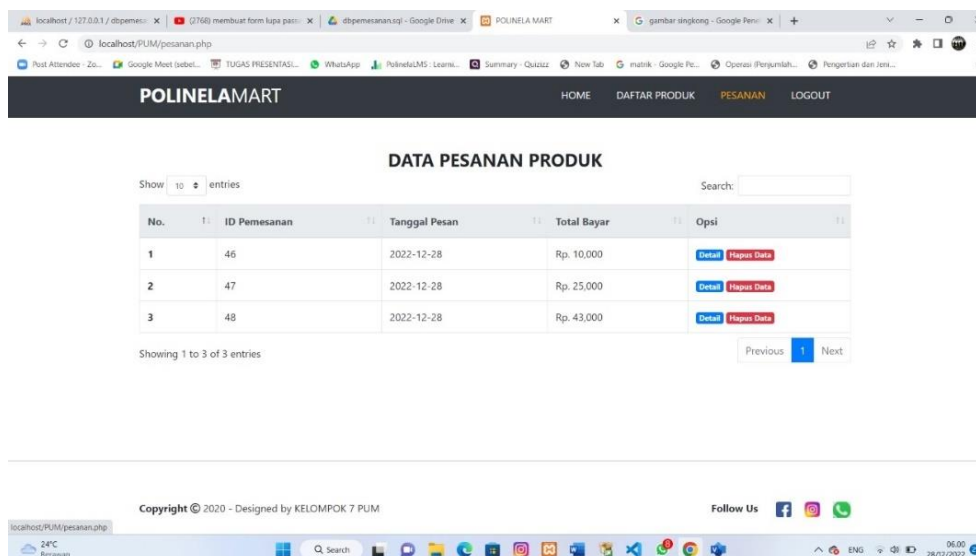 localhost / 127.0.0.1 / dbpemes
(2768) membuat form lupa pass
dbpemesanan.sql - Google Drive
POLINELA MART
gambar singkong - Google Pene
localhost/PUM/pesanan.php
Post Attendee - Zo...
Google Meet (sebel...
TUGAS PRESENTASI...
WhatsApp
PolinelaLMS : Learni...
Summary - Quizizz
New Tab
matrik - Google Pe...
Operasi (Penjumlah...
Pengertian dan Jeni...
POLINELAMART
HOME
DAFTAR PRODUK
PESANAN
LOGOUT
DATA PESANAN PRODUK
Show 10 entries
Search:
No. ID Pemesanan Tanggal Pesan Total Bayar Opsi
1 46 2022-12-28 Rp. 10,000 Detail Hapus Data
2 47 2022-12-28 Rp. 25,000 Detail Hapus Data
3 48 2022-12-28 Rp. 43,000 Detail Hapus Data
Showing 1 to 3 of 3 entries
Previous 1 Next
Copyright © 2020 - Designed by KELOMPOK 7 PUM
Follow Us
localhost/PUM/pesanan.php
24°C
Berawan
Search
ENG
06.00
28/12/2022